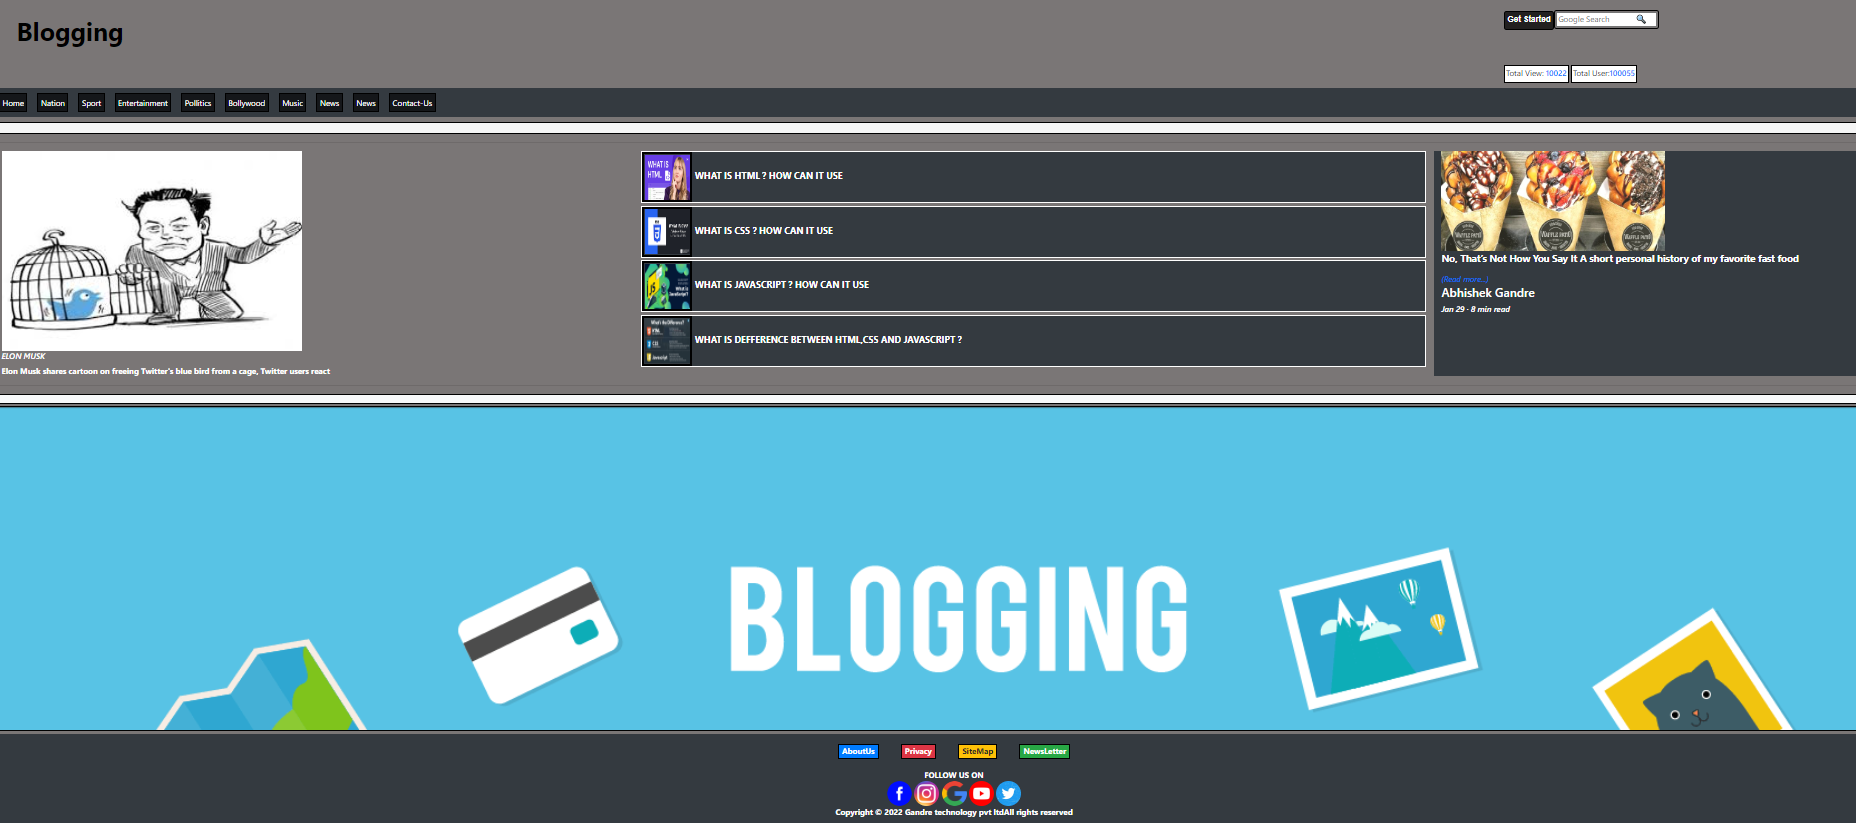 Blogging
Get Started
Google Search
Total View: 10022 Total User:100055
Home Nation Sport Entertainment Pollitics Bollywood Music News News Contact-Us
WHAT IS HTML
WHAT IS HTML ? HOW CAN IT USE
WHAT IS CSS ? HOW CAN IT USE
JS
WHAT IS JAVASCRIPT ? HOW CAN IT USE
WHAT IS DEFFERENCE BETWEEN HTML,CSS AND JAVASCRIPT ?
ELON MUSK
Elon Musk shares cartoon on freeing Twitter's blue bird from a cage, Twitter users react
No, That's Not How You Say It A short personal history of my favorite fast food
(Read more..)
Abhishek Gandre
Jan 29 · 8 min read
BLOGGING
AboutUs Privacy SiteMap NewsLetter
FOLLOW US ON
Copyright © 2022 Gandre technology pvt ltdAll rights reserved